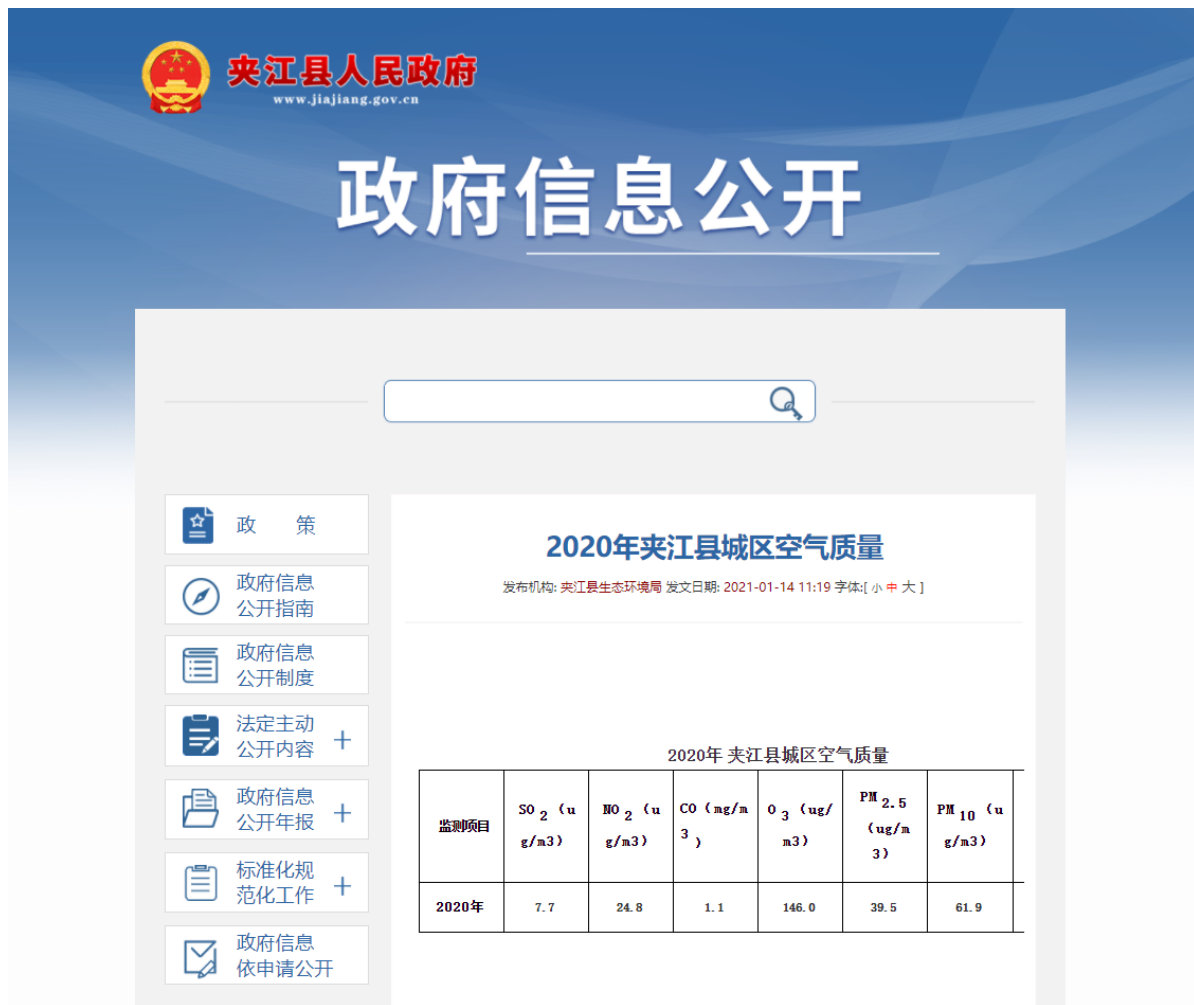 夹江县人民政府
www.jiajiang.gov.cn
政府信息公开
政 策
政府信息
公开指南
政府信息
公开制度
法定主动
公开内容 +
政府信息
公开年报 +
标准化规
范化工作 +
政府信息
依申请公开
2020年夹江县城区空气质量
发布机构: 夹江县生态环境局 发文日期: 2021-01-14 11:19 字体:[ 小 中 大 ]
2020年 夹江县城区空气质量
监测项目 SO 2 (ug/m3) NO 2 (ug/m3) CO (mg/m3 ) O 3 (ug/m3) PM 2.5 (ug/m3) PM 10 (ug/m3)
2020年 7.7 24.8 1.1 146.0 39.5 61.9